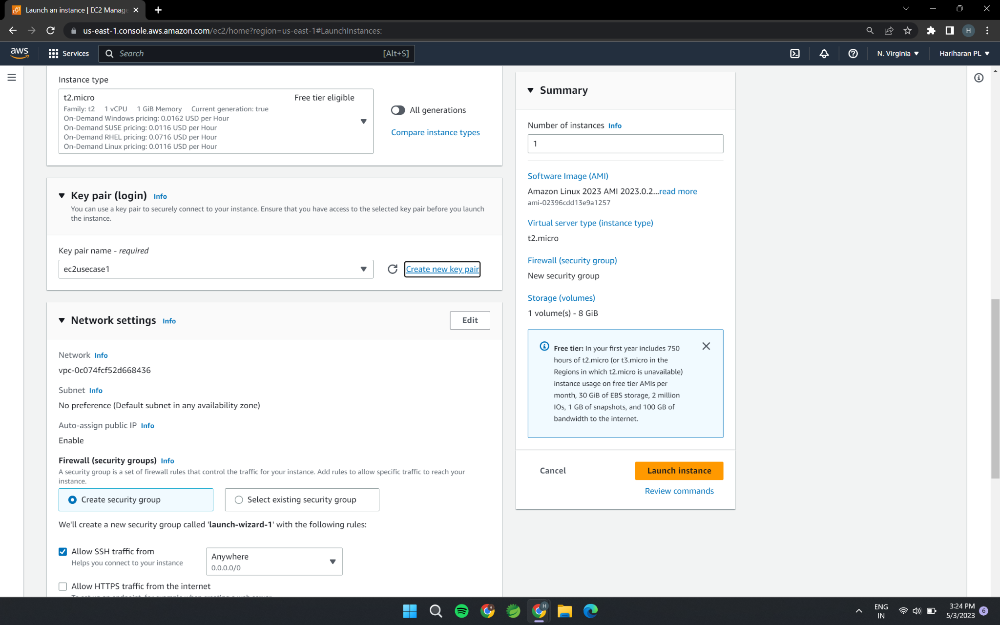 Launch an instance | EC2 Manage
us-east-1.console.aws.amazon.com/ec2/home?region=us-east-1#LaunchInstances:
H
aws
Services
Search
[Alt+S]
N. Virginia
Hariharan PL
Instance type
t2.micro
Free tier eligible
Family: t2 1 vCPU 1 GiB Memory Current generation: true
On-Demand Windows pricing: 0.0162 USD per Hour
On-Demand SUSE pricing: 0.0116 USD per Hour
On-Demand RHEL pricing: 0.0716 USD per Hour
On-Demand Linux pricing: 0.0116 USD per Hour
All generations
Compare instance types
Key pair (login) Info
You can use a key pair to securely connect to your instance. Ensure that you have access to the selected key pair before you launch
the instance.
Key pair name - required
ec2usecase1
Create new key pair
Network settings Info
Edit
Network Info
vpc-0c074fcf52d668436
Subnet Info
No preference (Default subnet in any availability zone)
Auto-assign public IP Info
Enable
Firewall (security groups) Info
A security group is a set of firewall rules that control the traffic for your instance. Add rules to allow specific traffic to reach your
instance.
Create security group
Select existing security group
We'll create a new security group called 'launch-wizard-1' with the following rules:
Allow SSH traffic from
Helps you connect to your instance
Anywhere
0.0.0.0/0
Allow HTTPS traffic from the internet
Summary
Number of instances Info
1
Software Image (AMI)
Amazon Linux 2023 AMI 2023.0.2...read more
ami-02396cdd13e9a1257
Virtual server type (instance type)
t2.micro
Firewall (security group)
New security group
Storage (volumes)
1 volume(s) - 8 GiB
Free tier: In your first year includes 750
hours of t2.micro (or t3.micro in the
Regions in which t2.micro is unavailable)
instance usage on free tier AMIs per
month, 30 GiB of EBS storage, 2 million
IOs, 1 GB of snapshots, and 100 GB of
bandwidth to the internet.
Cancel
Launch instance
Review commands
ENG
IN
3:24 PM
5/3/2023
6